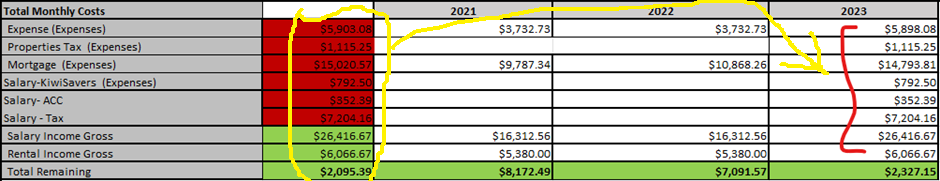 Total Monthly Costs 2021 2022 2023
Expense (Expenses) $5,903.08 $3,732.73 $3,732.73 $5,898.08
Properties Tax (Expenses) $1,115.25 $1,115.25
Mortgage (Expenses) $15,020.57 $9,787.34 $10,868.26 $14,793.81
Salary-KiwiSavers (Expenses) $792.50 $792.50
Salary- ACC $352.39 $352.39
Salary - Tax $7,204.16 $7,204.16
Salary Income Gross $26,416.67 $16,312.56 $16,312.56 $26,416.67
Rental Income Gross $6,066.67 $5,380.00 $5,380.00 $6,066.67
Total Remaining $2,095.39 $8,172.49 $7,091.57 $2,327.15